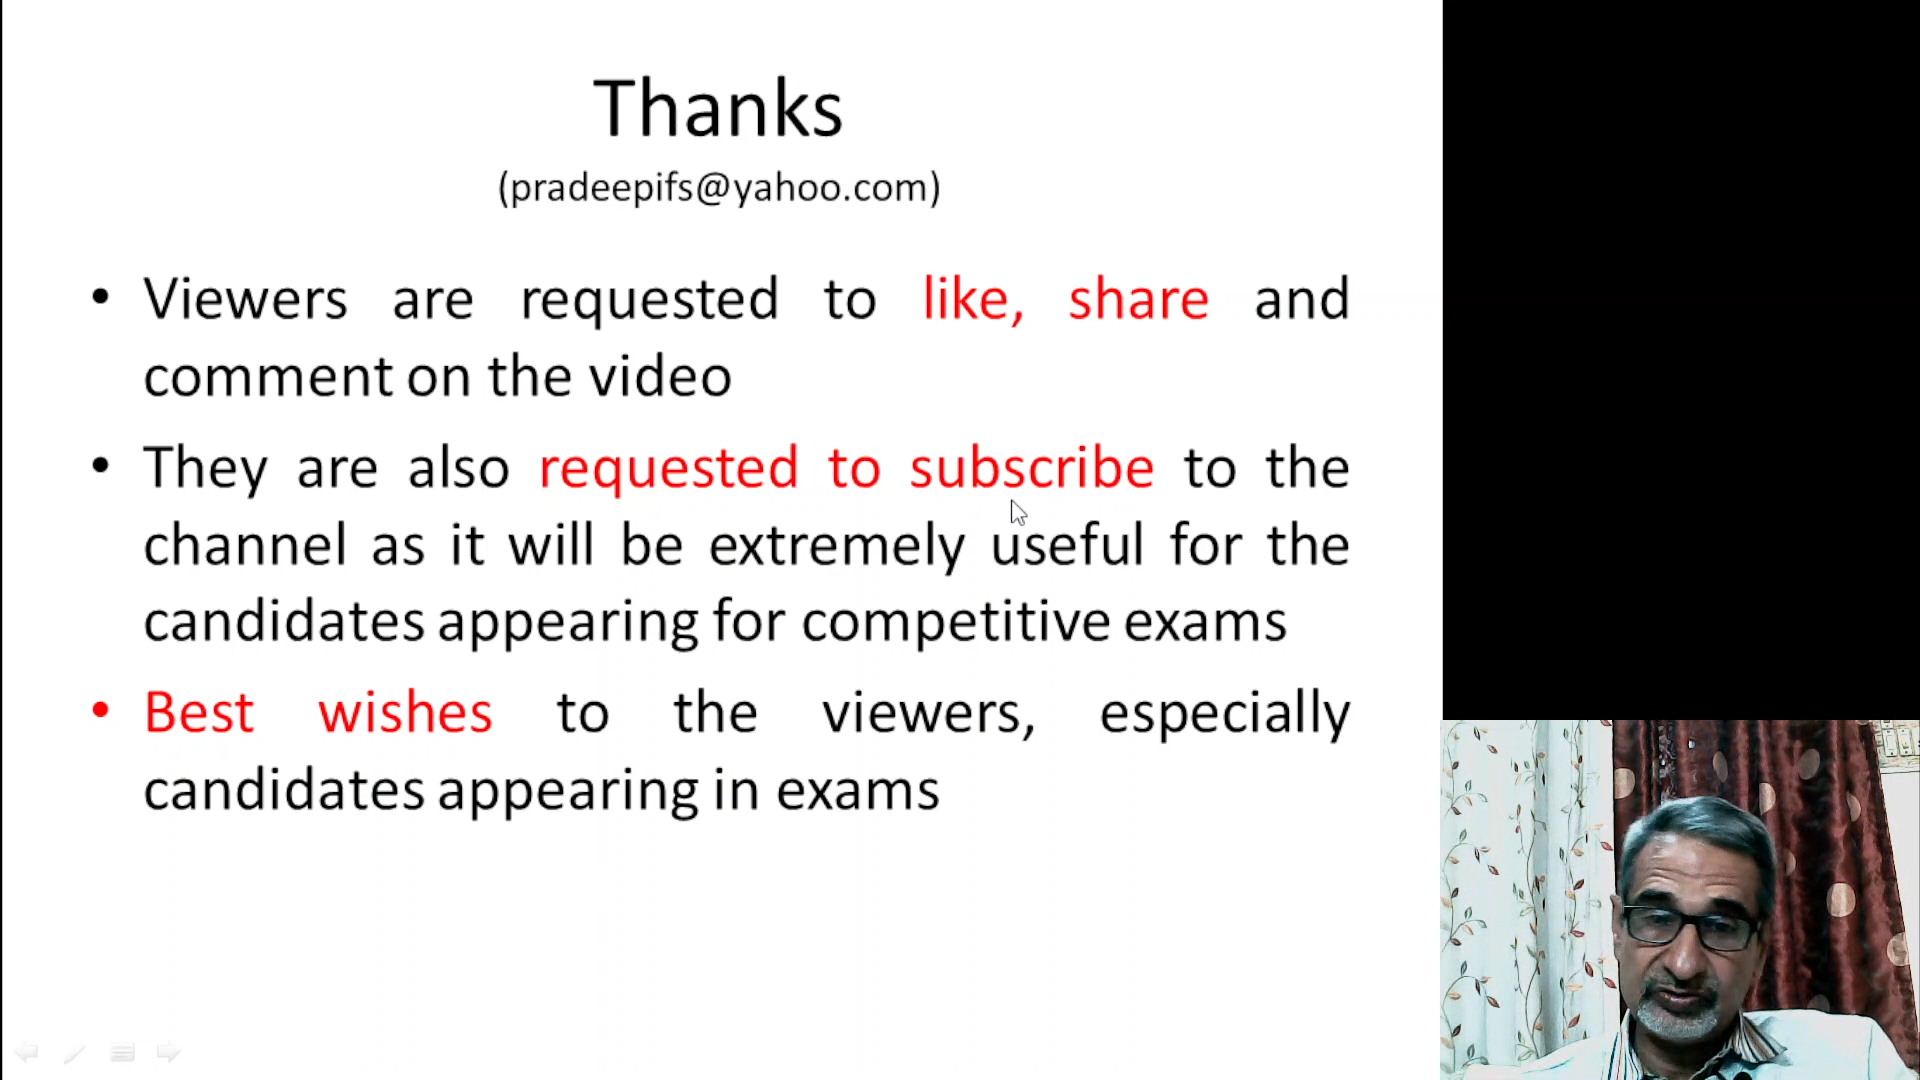 Thanks
(pradeepifs@yahoo.com)
• Viewers are requested to like, share and
comment on the video
• They are also requested to subscribe to the
channel as it will be extremely useful for the
candidates appearing for competitive exams
• Best wishes to the viewers, especially
candidates appearing in exams